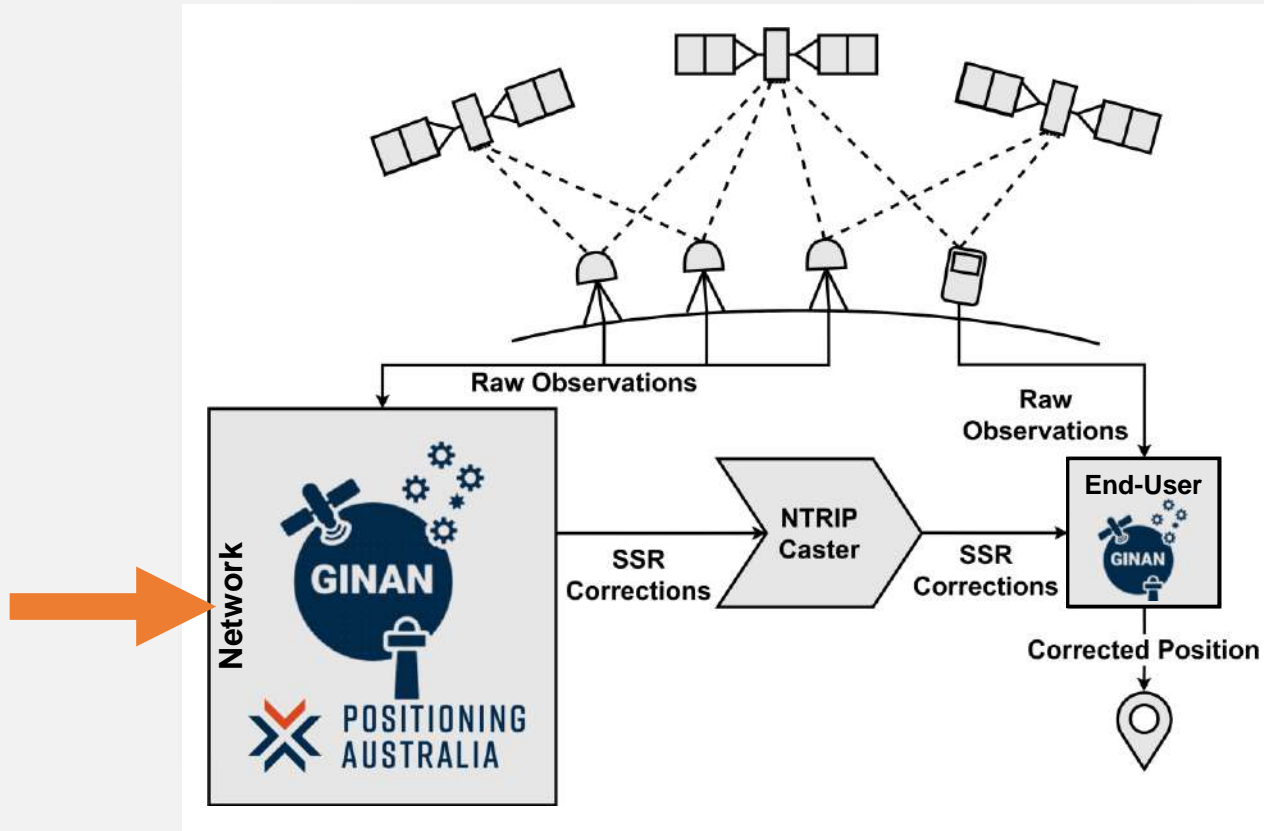 Raw Observations
Raw
Observations
Network
GINAN
POSITIONING
AUSTRALIA
SSR
Corrections
NTRIP
Caster
SSR
Corrections
End-User
GINAN
Corrected Position